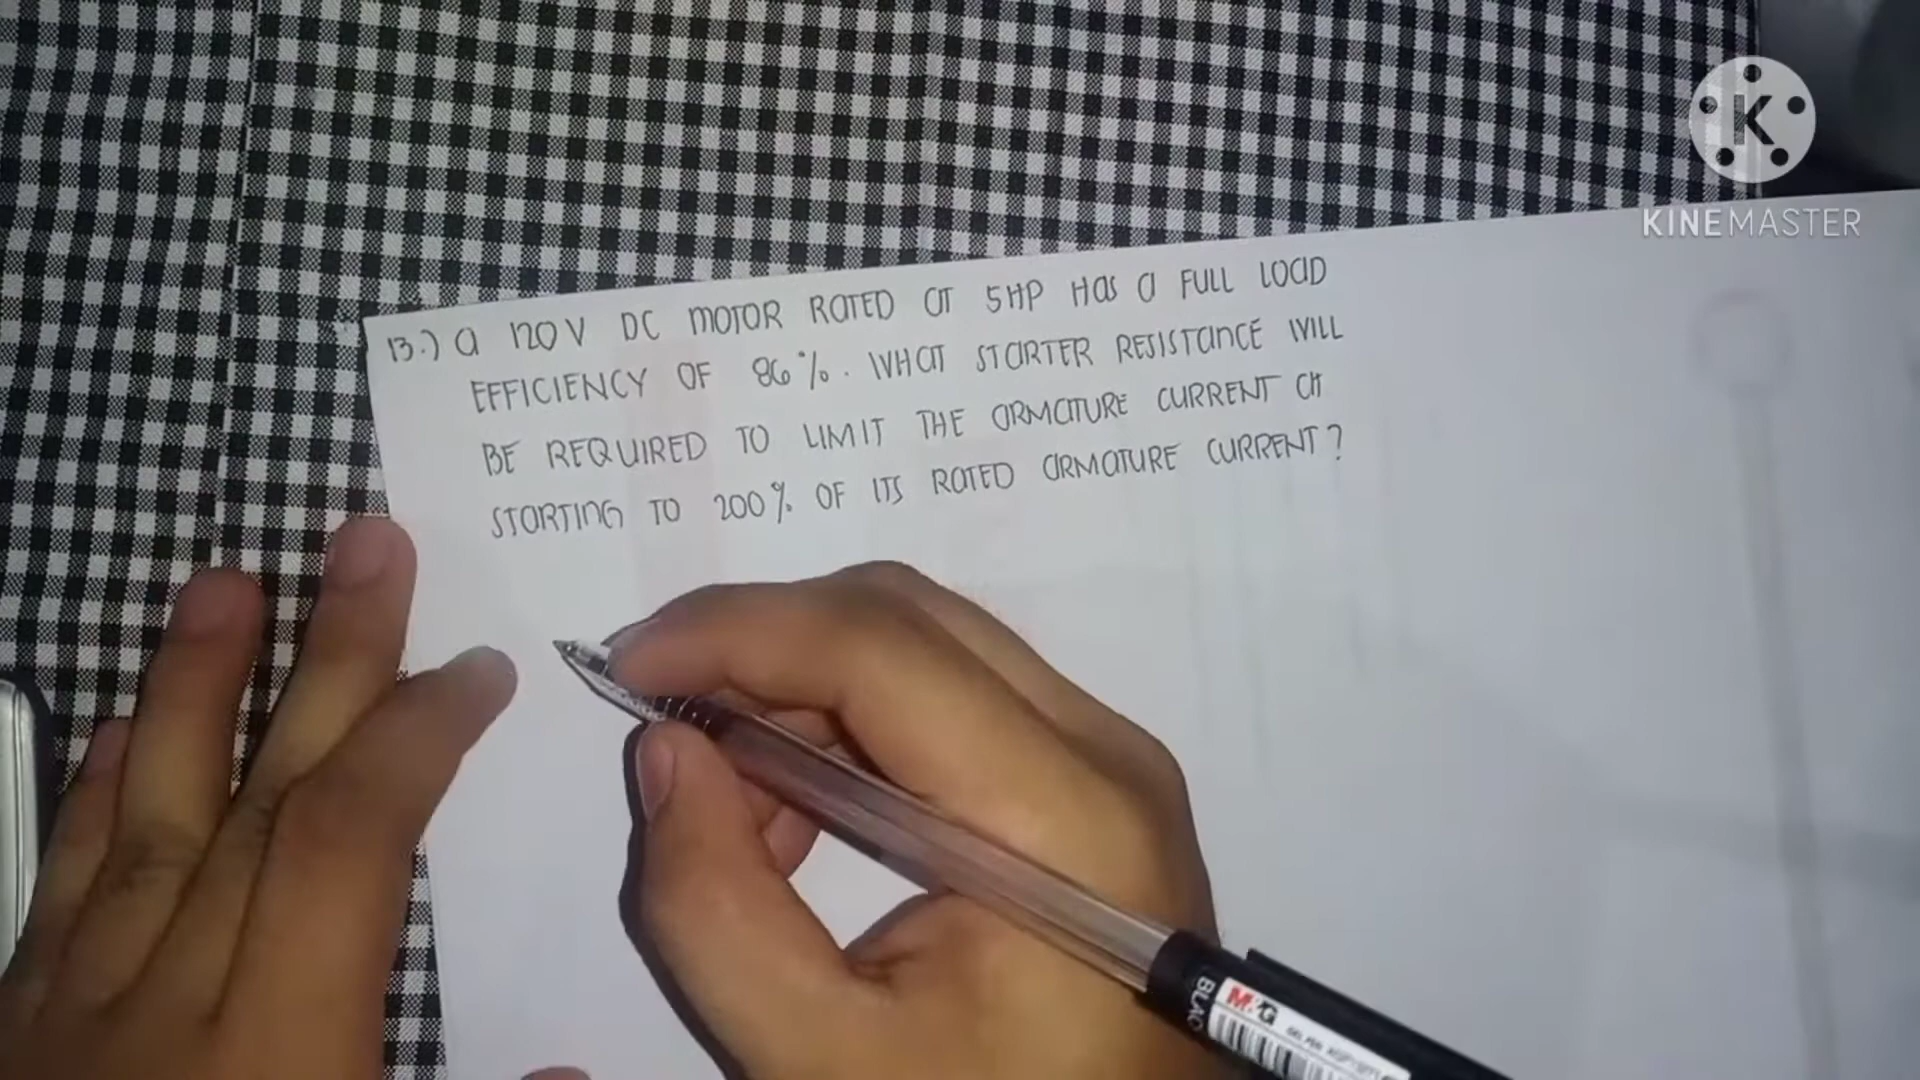 KINEMASTER
13.) A 120V DC MOTOR RATED AT 5HP HAS A FULL LOAD
EFFICIENCY OF 86%. WHAT STARTER RESISTANCE WILL
BE REQUIRED TO LIMIT THE ARMATURE CURRENT AT
STARTING TO 200% OF ITS RATED ARMATURE CURRENT?
BLAC
M&G